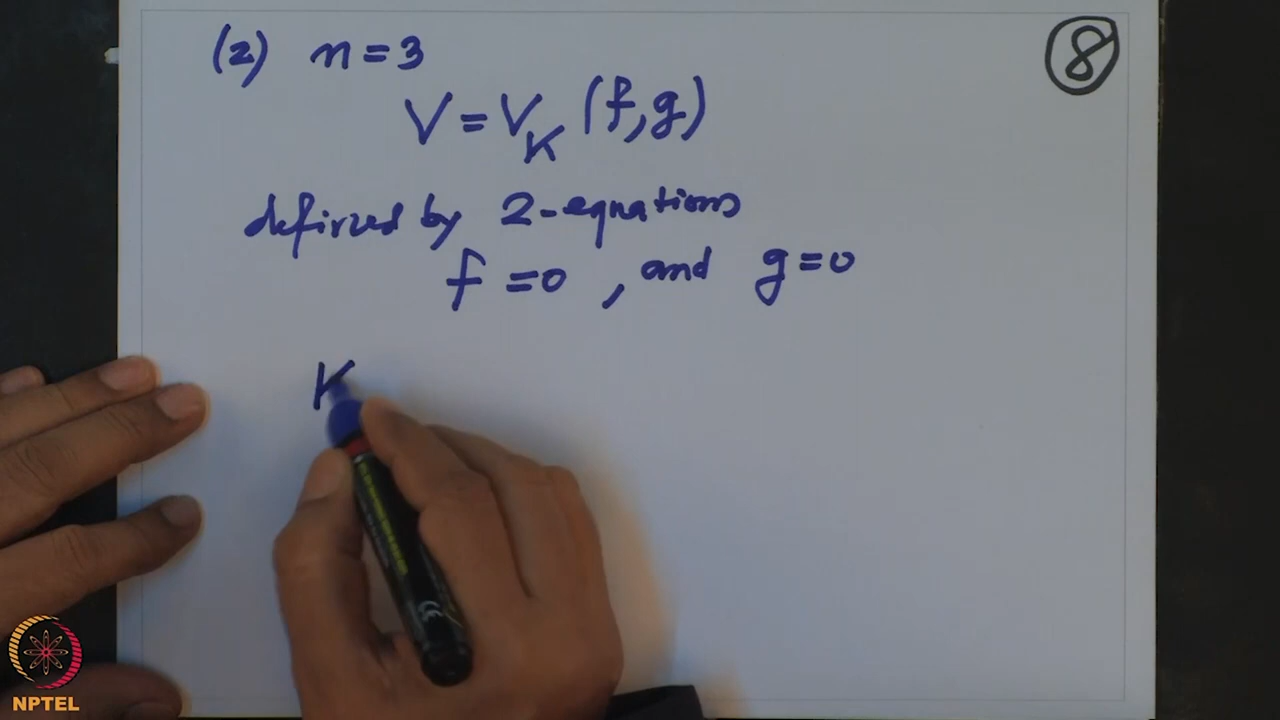 (2) n=3
⑧
V=V_K (f,g)
defined by 2-equations
f=0, and g=0
K
NPTEL